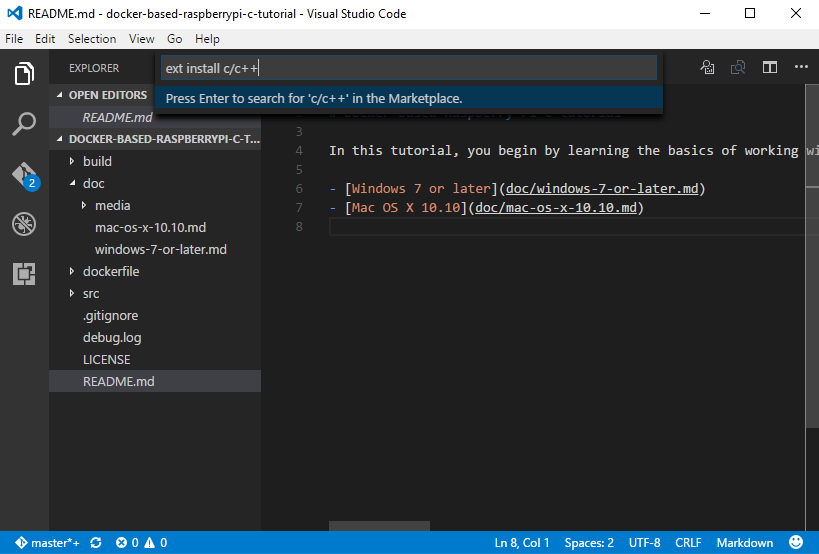 README.md - docker-based-raspberrypi-c-tutorial - Visual Studio Code
File Edit Selection View Go Help
EXPLORER
ext install c/c++
Press Enter to search for 'c/c++' in the Marketplace.
OPEN EDITORS
README.md
DOCKER-BASED-RASPBERRYPI-C-T...
build
doc
media
mac-os-x-10.10.md
windows-7-or-later.md
dockerfile
src
.gitignore
debug.log
LICENSE
README.md
2
3
4 In this tutorial, you begin by learning the basics of working wi
5
6 - [Windows 7 or later](doc/windows-7-or-later.md)
7 - [Mac OS X 10.10](doc/mac-os-x-10.10.md)
8
master*+ 0 0 Ln 8, Col 1 Spaces: 2 UTF-8 CRLF Markdown